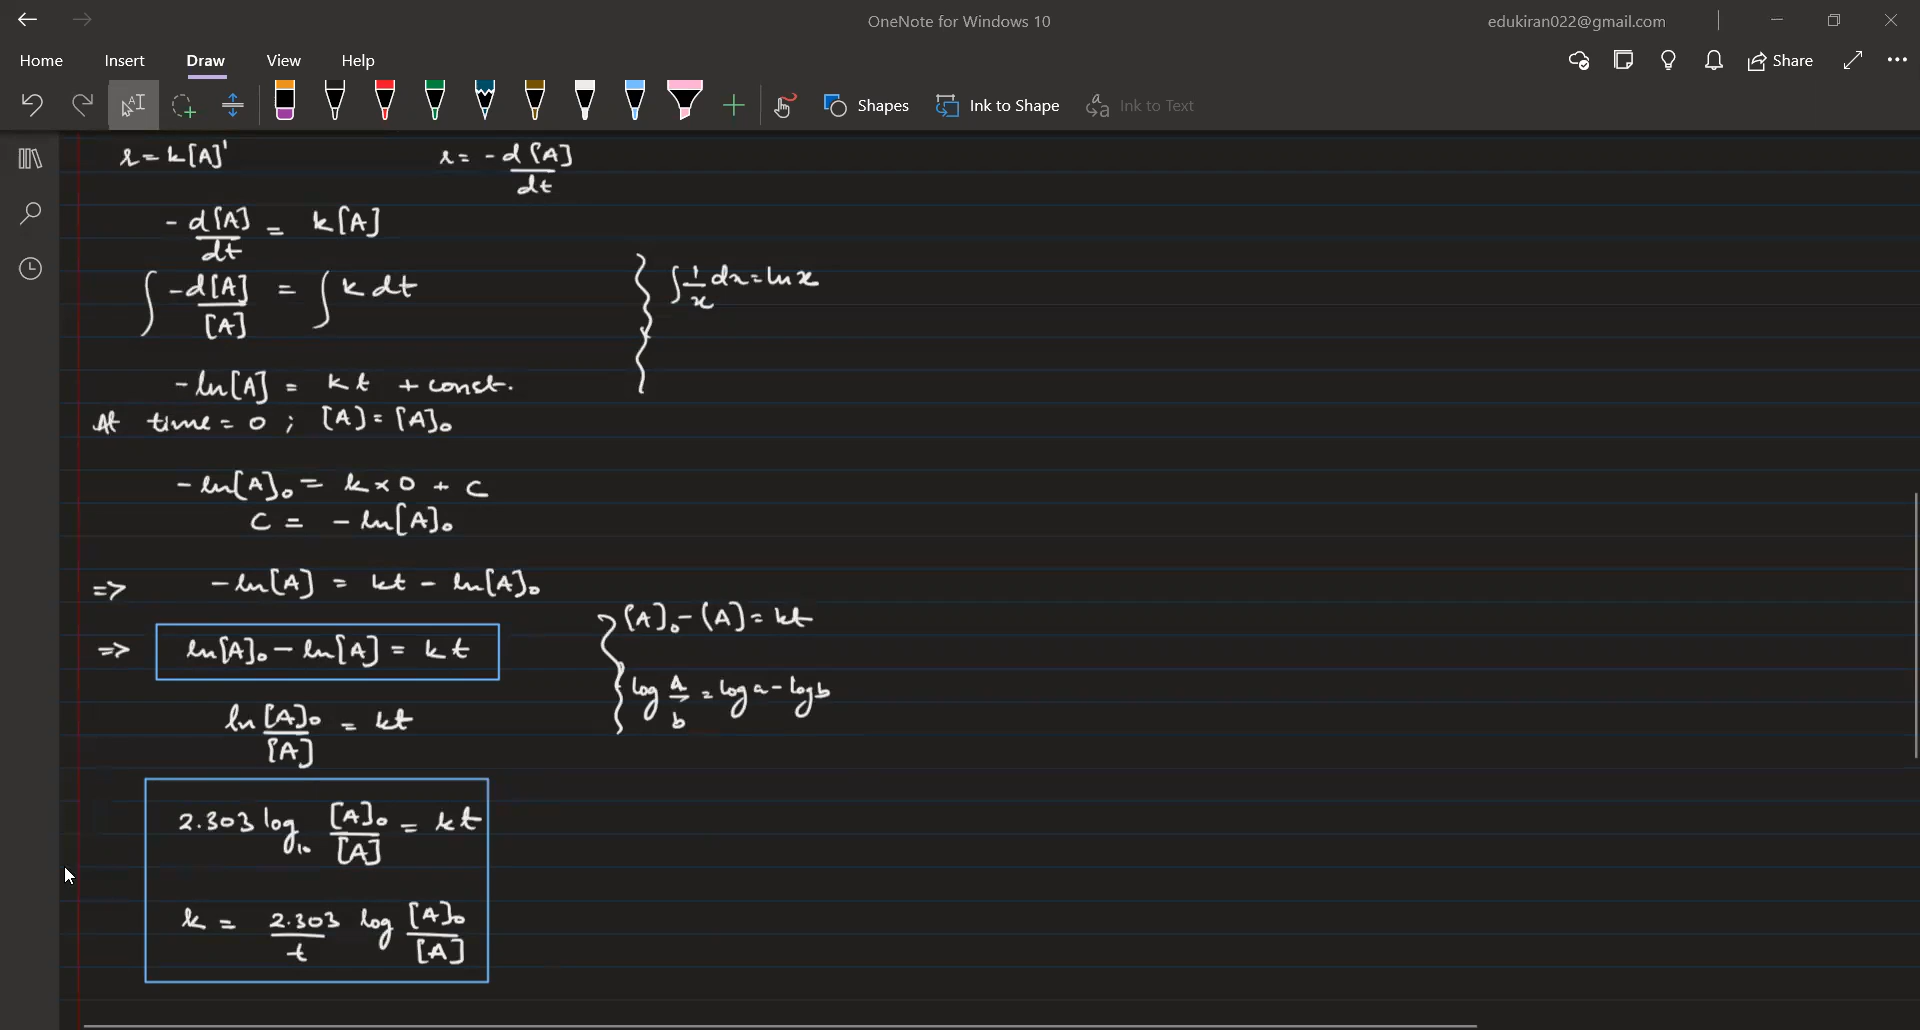 OneNote for Windows 10
edukiran022@gmail.com
Home Insert Draw View Help
Share
Shapes Ink to Shape Ink to Text
r = k[A]¹
r = - d[A]/dt
- d[A]/dt = k[A]
∫ -d[A]/[A] = ∫ k dt
∫ 1/x dx = ln x
-ln[A] = kt + const.
At time = 0 ; [A] = [A]₀
-ln[A]₀ = k × 0 + C
C = -ln[A]₀
=> -ln[A] = kt - ln[A]₀
=> ln[A]₀ - ln[A] = kt
[A]₀ - [A] = kt
log a/b = log a - log b
ln [A]₀/[A] = kt
2.303 log₁₀ [A]₀/[A] = kt
k = 2.303/t log [A]₀/[A]